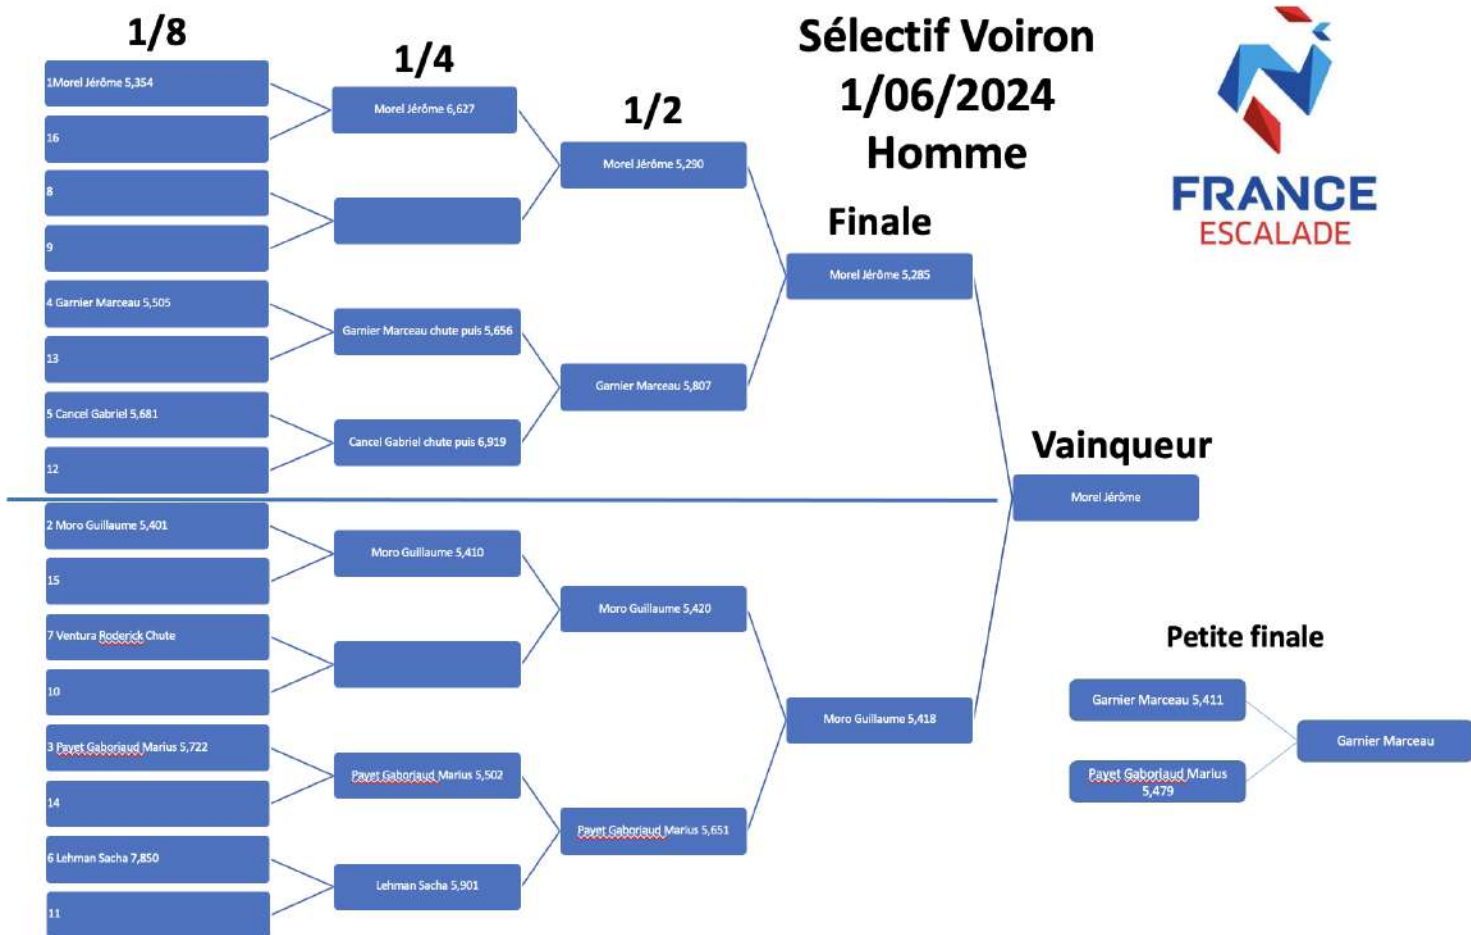 1/8
1/4
1/2
Sélectif Voiron
1/06/2024
Homme
FRANCE
ESCALADE
1Morel Jérôme 5,354
16
8
9
4 Garnier Marceau 5,505
13
5 Cancel Gabriel 5,681
12
2 Moro Guillaume 5,401
15
7 Ventura Roderick Chute
10
3 Payet Gaboriaud Marius 5,722
14
6 Lehman Sacha 7,850
11
Morel Jérôme 6,627
Garnier Marceau chute puis 5,656
Cancel Gabriel chute puis 6,919
Moro Guillaume 5,410
Payet Gaboriaud Marius 5,502
Lehman Sacha 5,901
Morel Jérôme 5,290
Garnier Marceau 5,807
Moro Guillaume 5,420
Payet Gaboriaud Marius 5,651
Finale
Morel Jérôme 5,285
Moro Guillaume 5,418
Vainqueur
Morel Jérôme
Petite finale
Garnier Marceau 5,411
Payet Gaboriaud Marius
5,479
Garnier Marceau